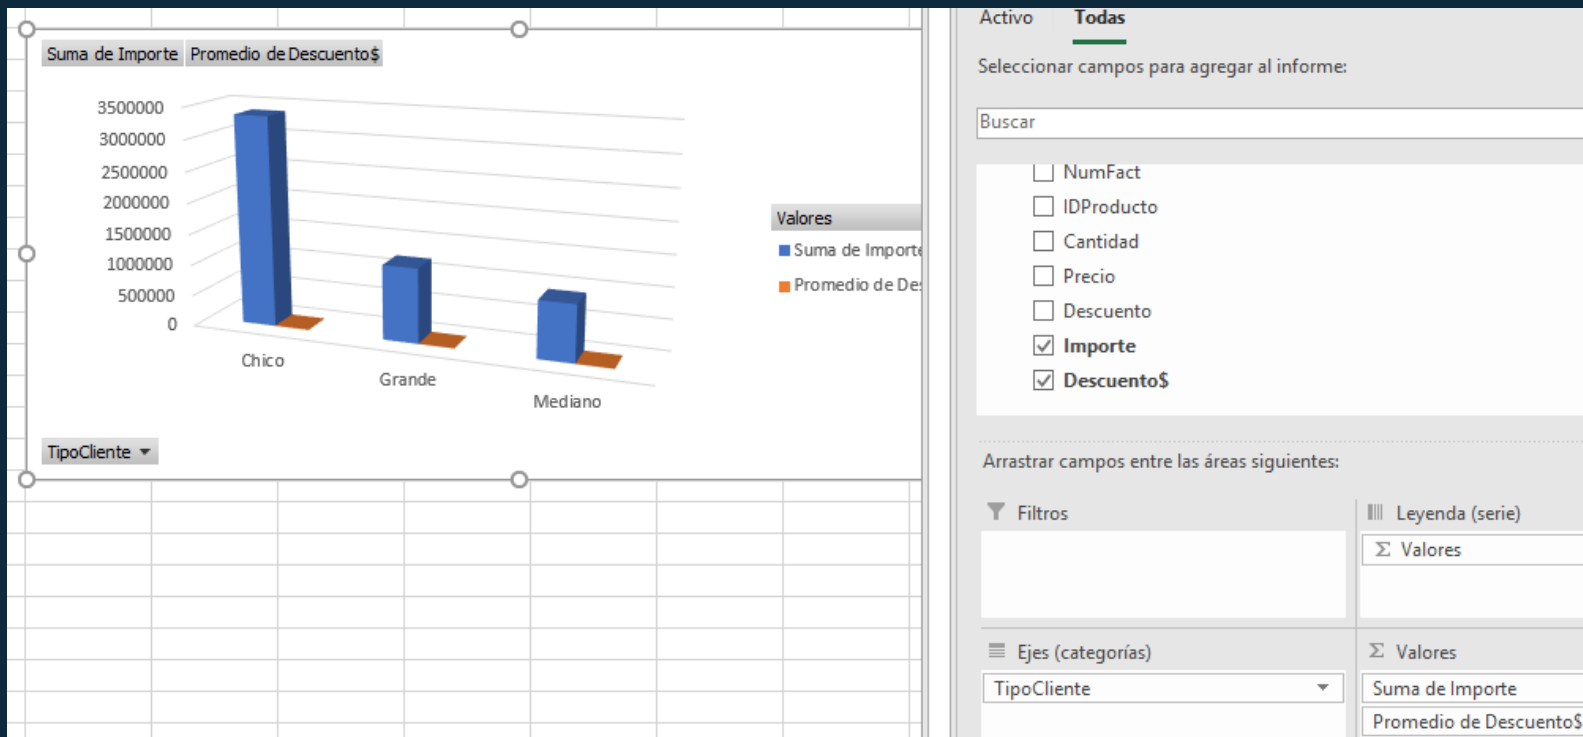 Suma de Importe Promedio de Descuento$
3500000
3000000
2500000
2000000
1500000
1000000
500000
0
Chico
Grande
Mediano
Valores
Suma de Importe
Promedio de Des
TipoCliente
Activo Todas
Seleccionar campos para agregar al informe:
Buscar
NumFact
IDProducto
Cantidad
Precio
Descuento
Importe
Descuento$
Arrastrar campos entre las áreas siguientes:
Filtros
Leyenda (serie)
Σ Valores
Ejes (categorías)
TipoCliente
Σ Valores
Suma de Importe
Promedio de Descuento$